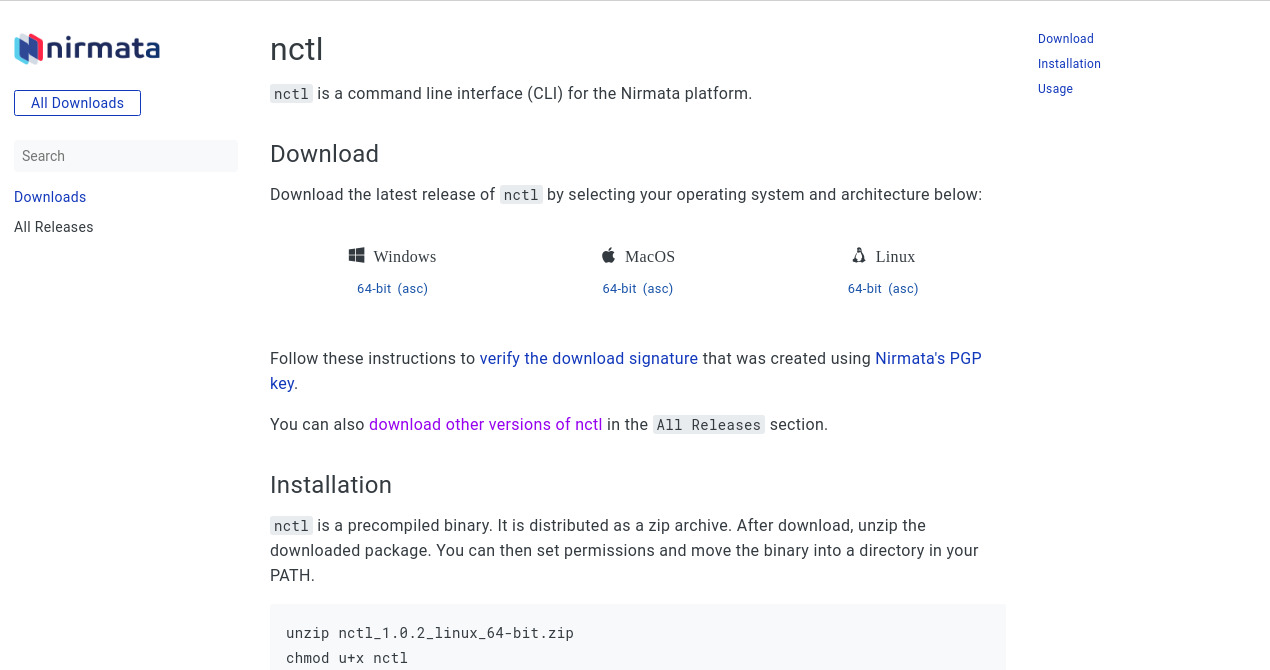 nirmata
All Downloads
Search
Downloads
All Releases
nctl
nctl is a command line interface (CLI) for the Nirmata platform.
Download
Download the latest release of nctl by selecting your operating system and architecture below:
Windows
64-bit (asc)
MacOS
64-bit (asc)
Linux
64-bit (asc)
Follow these instructions to verify the download signature that was created using Nirmata's PGP
key.
You can also download other versions of nctl in the All Releases section.
Installation
nctl is a precompiled binary. It is distributed as a zip archive. After download, unzip the
downloaded package. You can then set permissions and move the binary into a directory in your
PATH.
unzip nctl_1.0.2_linux_64-bit.zip
chmod u+x nctl
Download
Installation
Usage